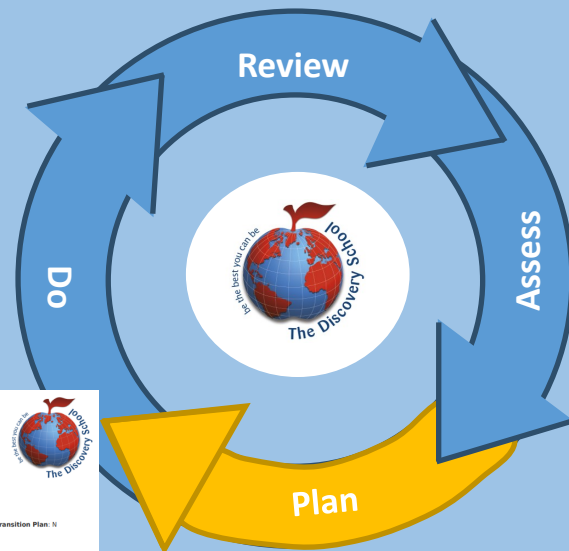 Review
Assess
Plan
Do
be the best you can be
The Discovery School
be the best you can be
The Discovery School
ransition Plan: N